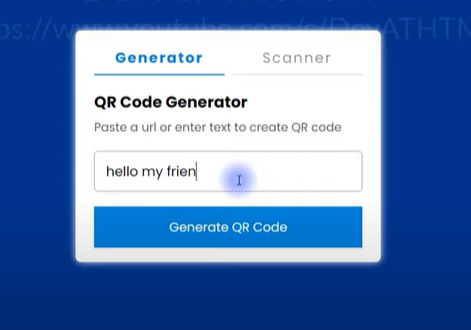 ps://www.youtube.com/c/DevATHTN
Generator
Scanner
QR Code Generator
Paste a url or enter text to create QR code
hello my frien
Generate QR Code